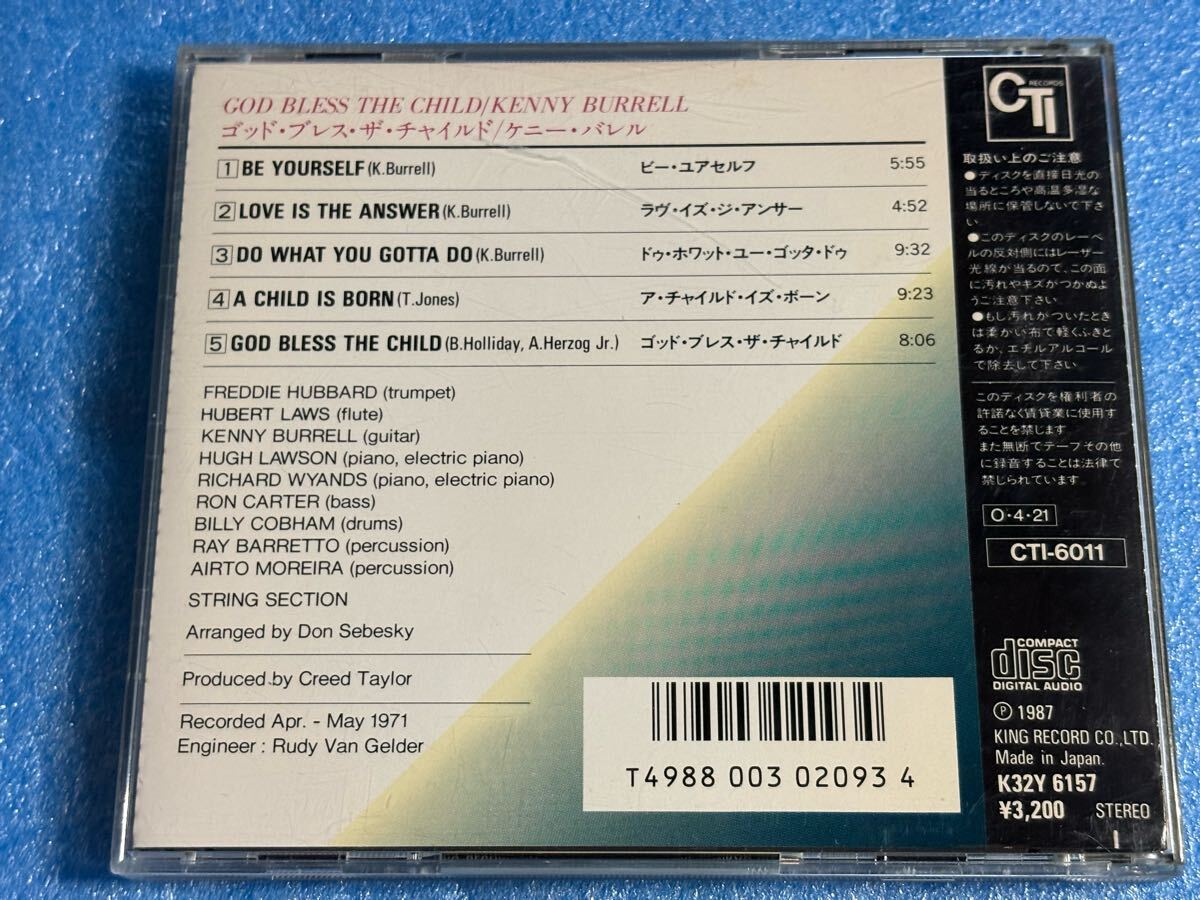 GOD BLESS THE CHILD/KENNY BURRELL
ゴッド・ブレス・ザ・チャイルド/ケニー・バレル
1 BE YOURSELF (K.Burrell) ビー・ユアセルフ 5:55
2 LOVE IS THE ANSWER (K.Burrell) ラヴ・イズ・ジ・アンサー 4:52
3 DO WHAT YOU GOTTA DO (K.Burrell) ドゥ・ホワット・ユー・ゴッタ・ドゥ 9:32
4 A CHILD IS BORN (T.Jones) ア・チャイルド・イズ・ボーン 9:23
5 GOD BLESS THE CHILD (B.Holliday, A.Herzog Jr.) ゴッド・ブレス・ザ・チャイルド 8:06
FREDDIE HUBBARD (trumpet)
HUBERT LAWS (flute)
KENNY BURRELL (guitar)
HUGH LAWSON (piano, electric piano)
RICHARD WYANDS (piano, electric piano)
RON CARTER (bass)
BILLY COBHAM (drums)
RAY BARRETTO (percussion)
AIRTO MOREIRA (percussion)
STRING SECTION
Arranged by Don Sebesky
Produced by Creed Taylor
Recorded Apr. - May 1971
Engineer : Rudy Van Gelder
T4988 003 02093 4
CTI
RECORDS
取扱い上のご注意
●ディスクを直接日光の
当るところや高温多湿な
場所に保管しないで下さ
い
●このディスクのレーベ
ルの反対側にはレーザー
光線が当るので、この面
に汚れやキズがつかぬよ
うご注意下さい
●もし汚れがついたとき
は柔かい布で軽くふきと
るか、エチルアルコール
で除去して下さい
このディスクを権利者の
許諾なく賃貸業に使用す
ることを禁じます
また無断でテープその他
に録音することは法律で
禁じられています.
O・4・21
CTI-6011
COMPACT
disc
DIGITAL AUDIO
Ⓟ 1987
KING RECORD CO.,LTD.
Made in Japan.
K32Y 6157
¥3,200 STEREO
I